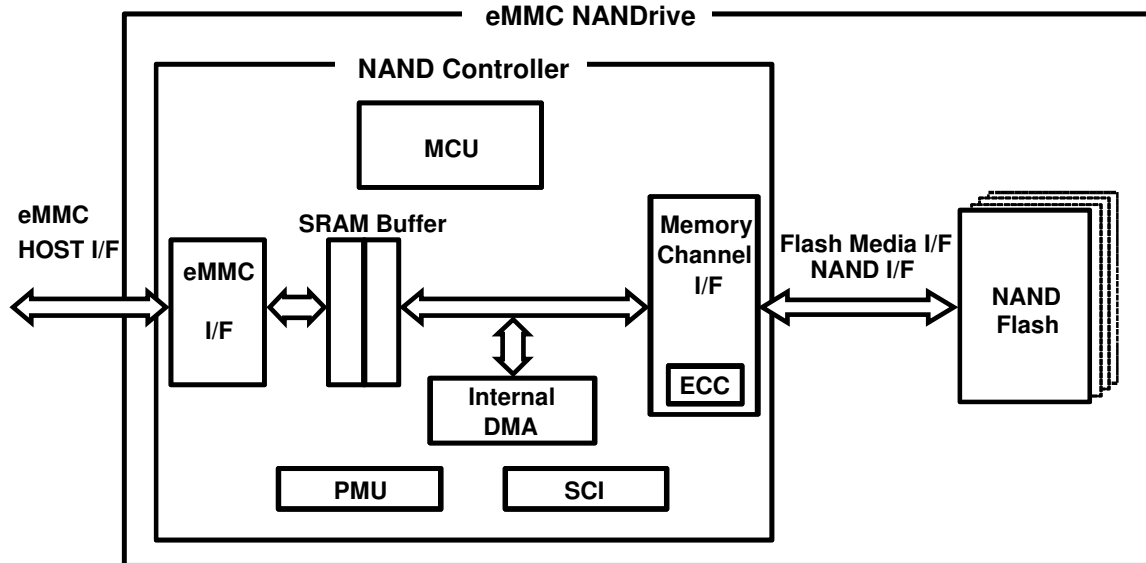 eMMC NANDrive
NAND Controller
MCU
eMMC
HOST I/F
SRAM Buffer
eMMC
I/F
Memory
Channel
I/F
ECC
Flash Media I/F
NAND I/F
NAND
Flash
Internal
DMA
PMU
SCI